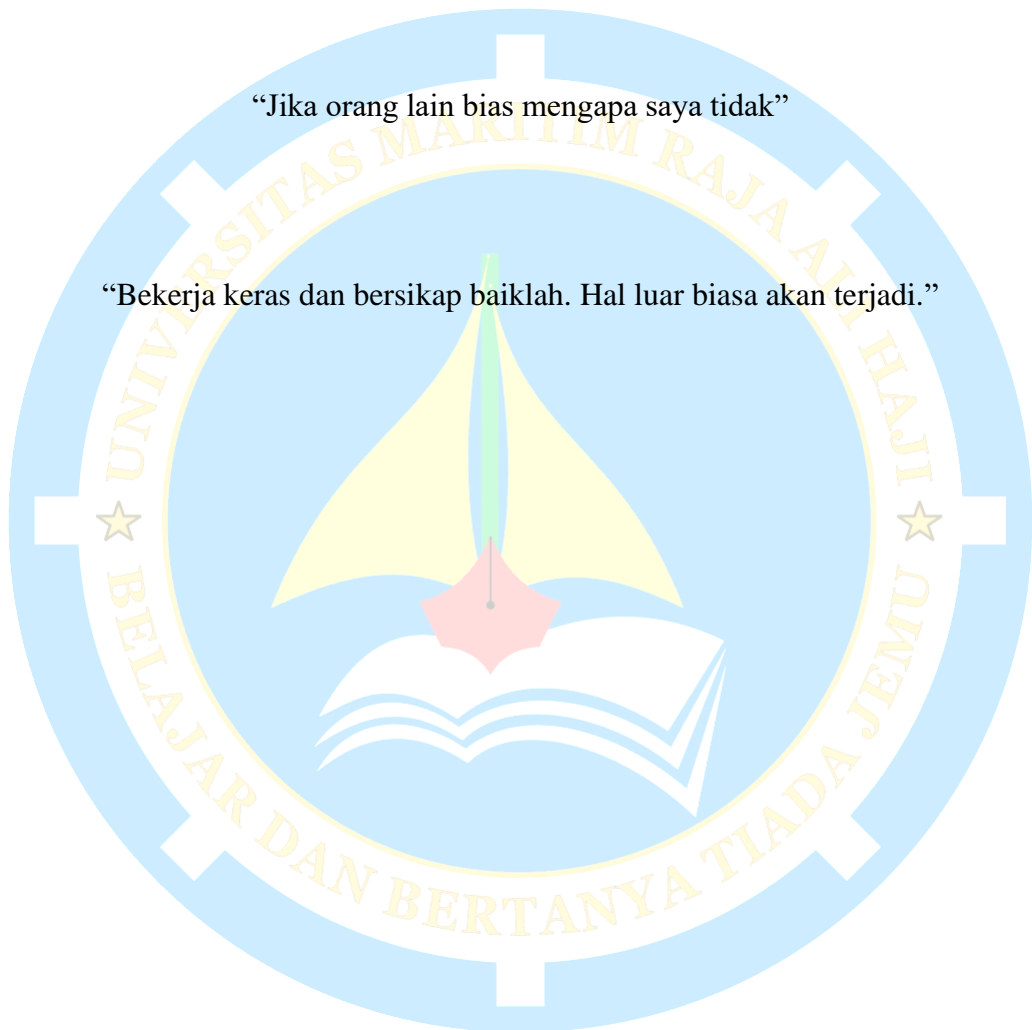 “Jika orang lain bias mengapa saya tidak”
“Bekerja keras dan bersikap baiklah. Hal luar biasa akan terjadi.”
UNIVERSITAS MARITIM RAJA ALI HAJI
BELAJAR DAN BERTANYA TIADA JEMU